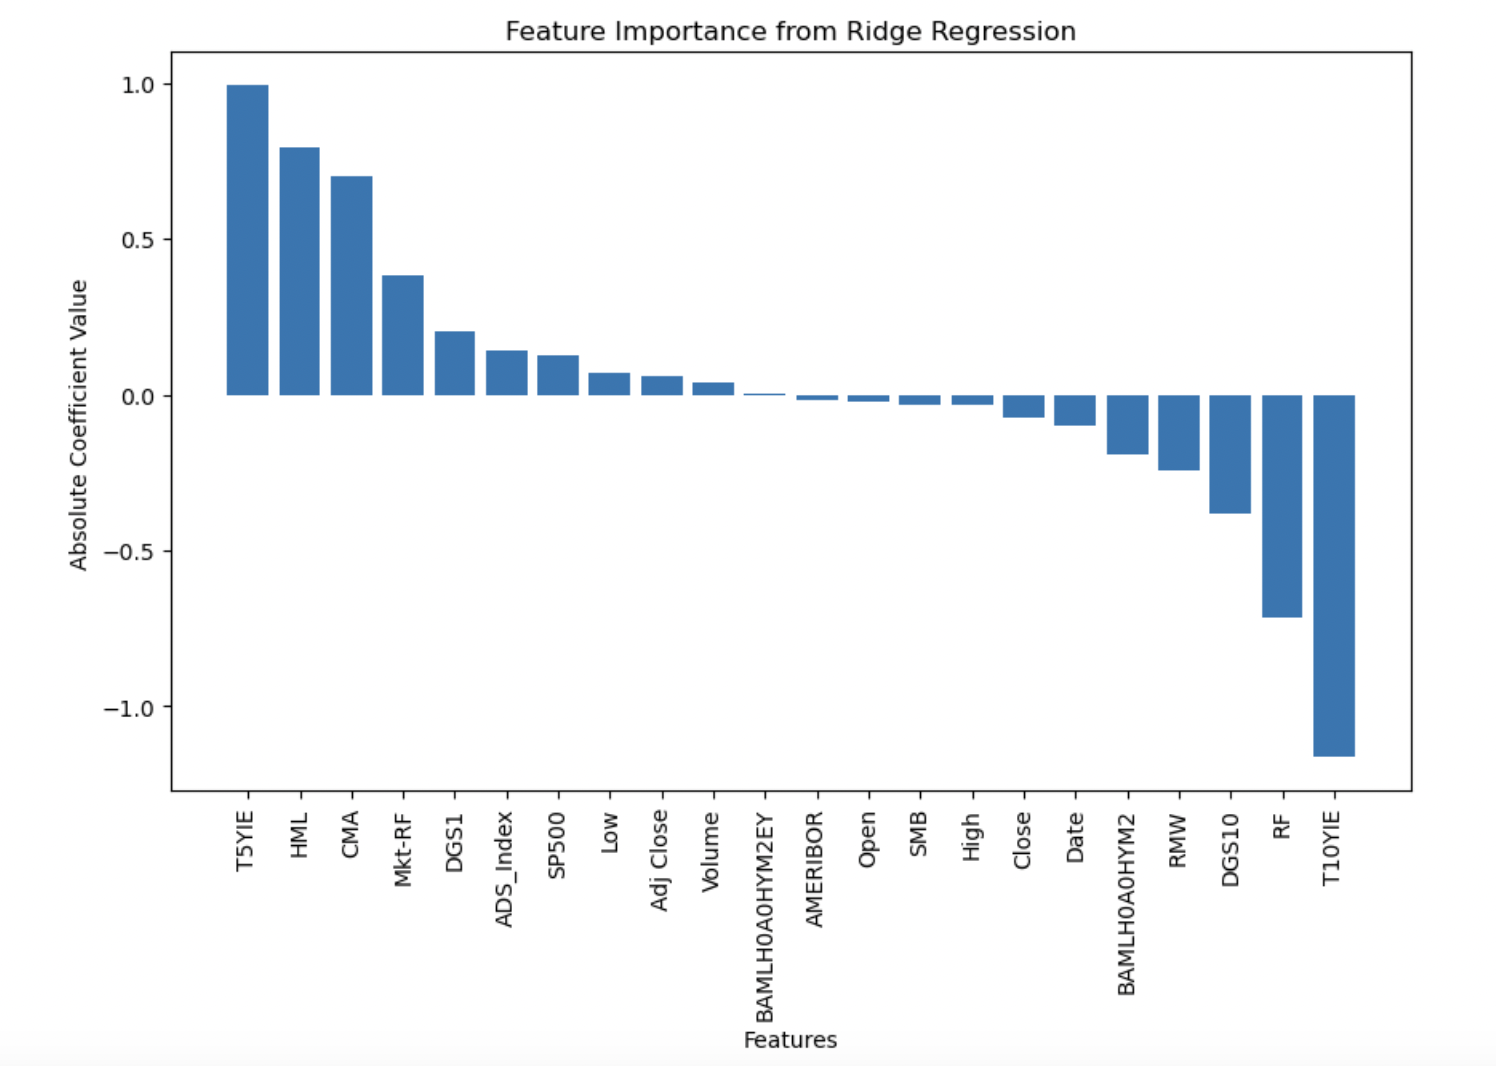 Feature Importance from Ridge Regression
1.0
0.5
0.0
−0.5
−1.0
Absolute Coefficient Value
T5YIE
HML
CMA
Mkt-RF
DGS1
ADS_Index
SP500
Low
Adj Close
Volume
BAMLH0A0HYM2EY
AMERIBOR
Open
SMB
High
Close
Date
BAMLH0A0HYM2
RMW
DGS10
RF
T10YIE
Features